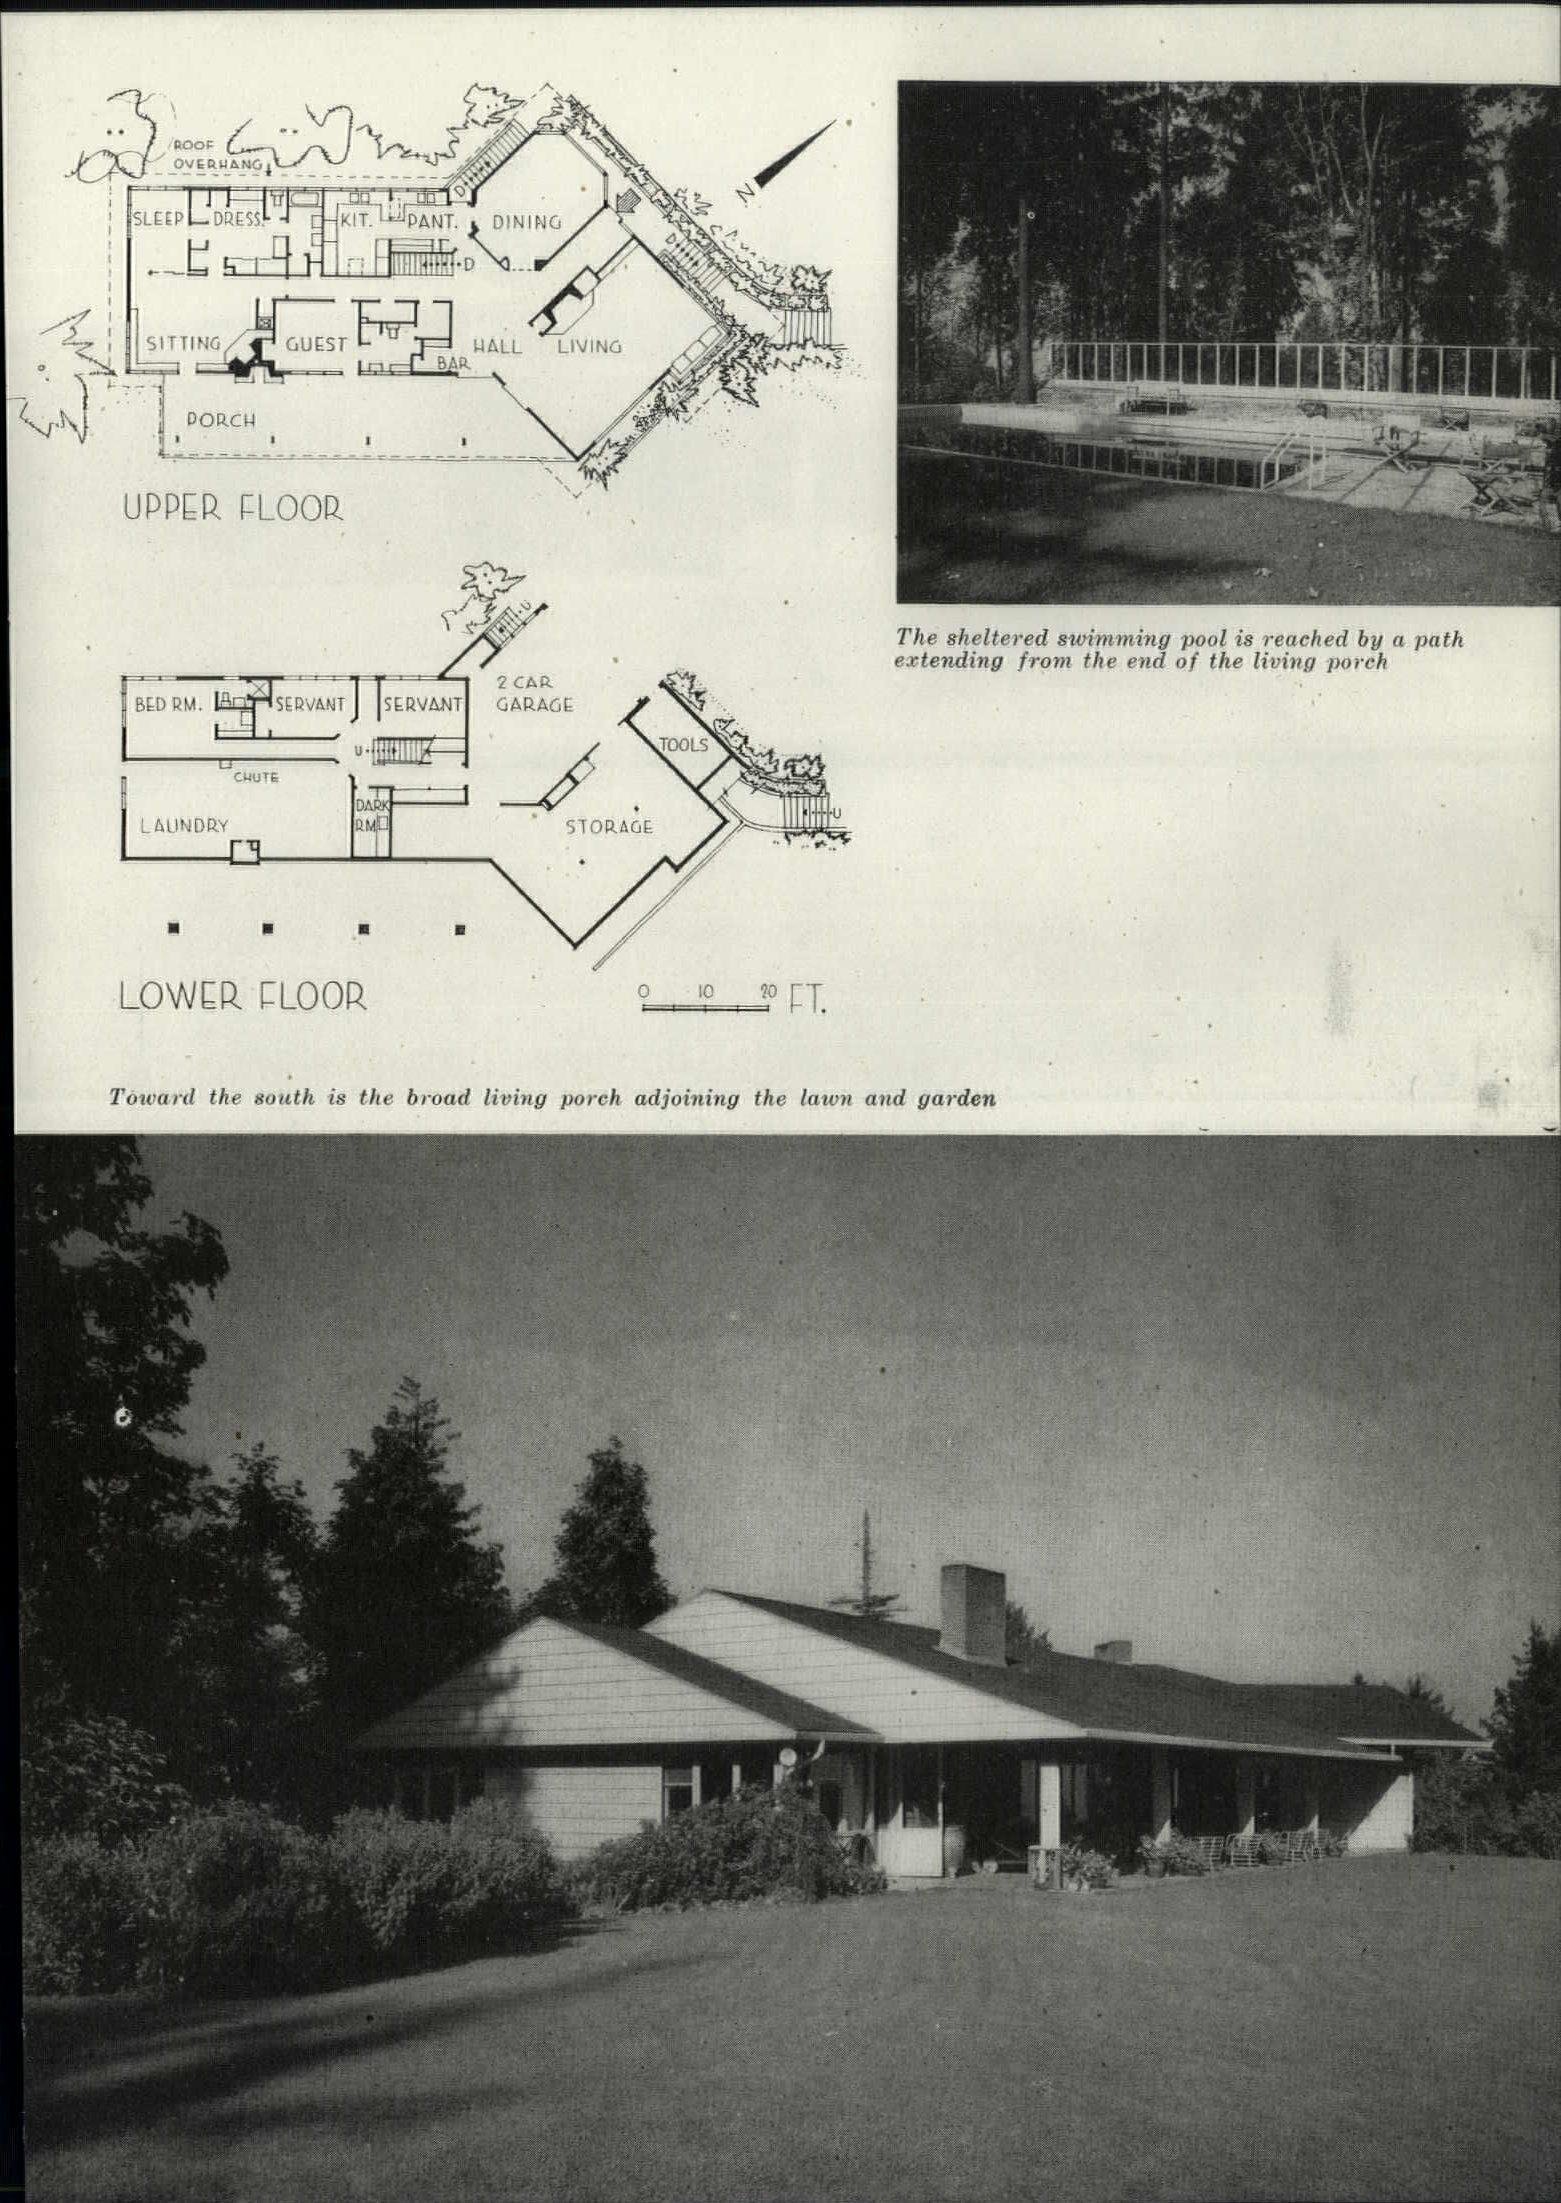 ROOF
OVERHANG
N
D
SLEEP DRESS. KIT. PANT. DINING
D
D
SITTING GUEST HALL LIVING
BAR
PORCH
UPPER FLOOR
The sheltered swimming pool is reached by a path
extending from the end of the living porch
U
2 CAR
GARAGE
BED RM. SERVANT SERVANT
TOOLS
U
CHUTE
DARK
RM
LAUNDRY STORAGE
U
LOWER FLOOR
0 10 20 FT.
Toward the south is the broad living porch adjoining the lawn and garden